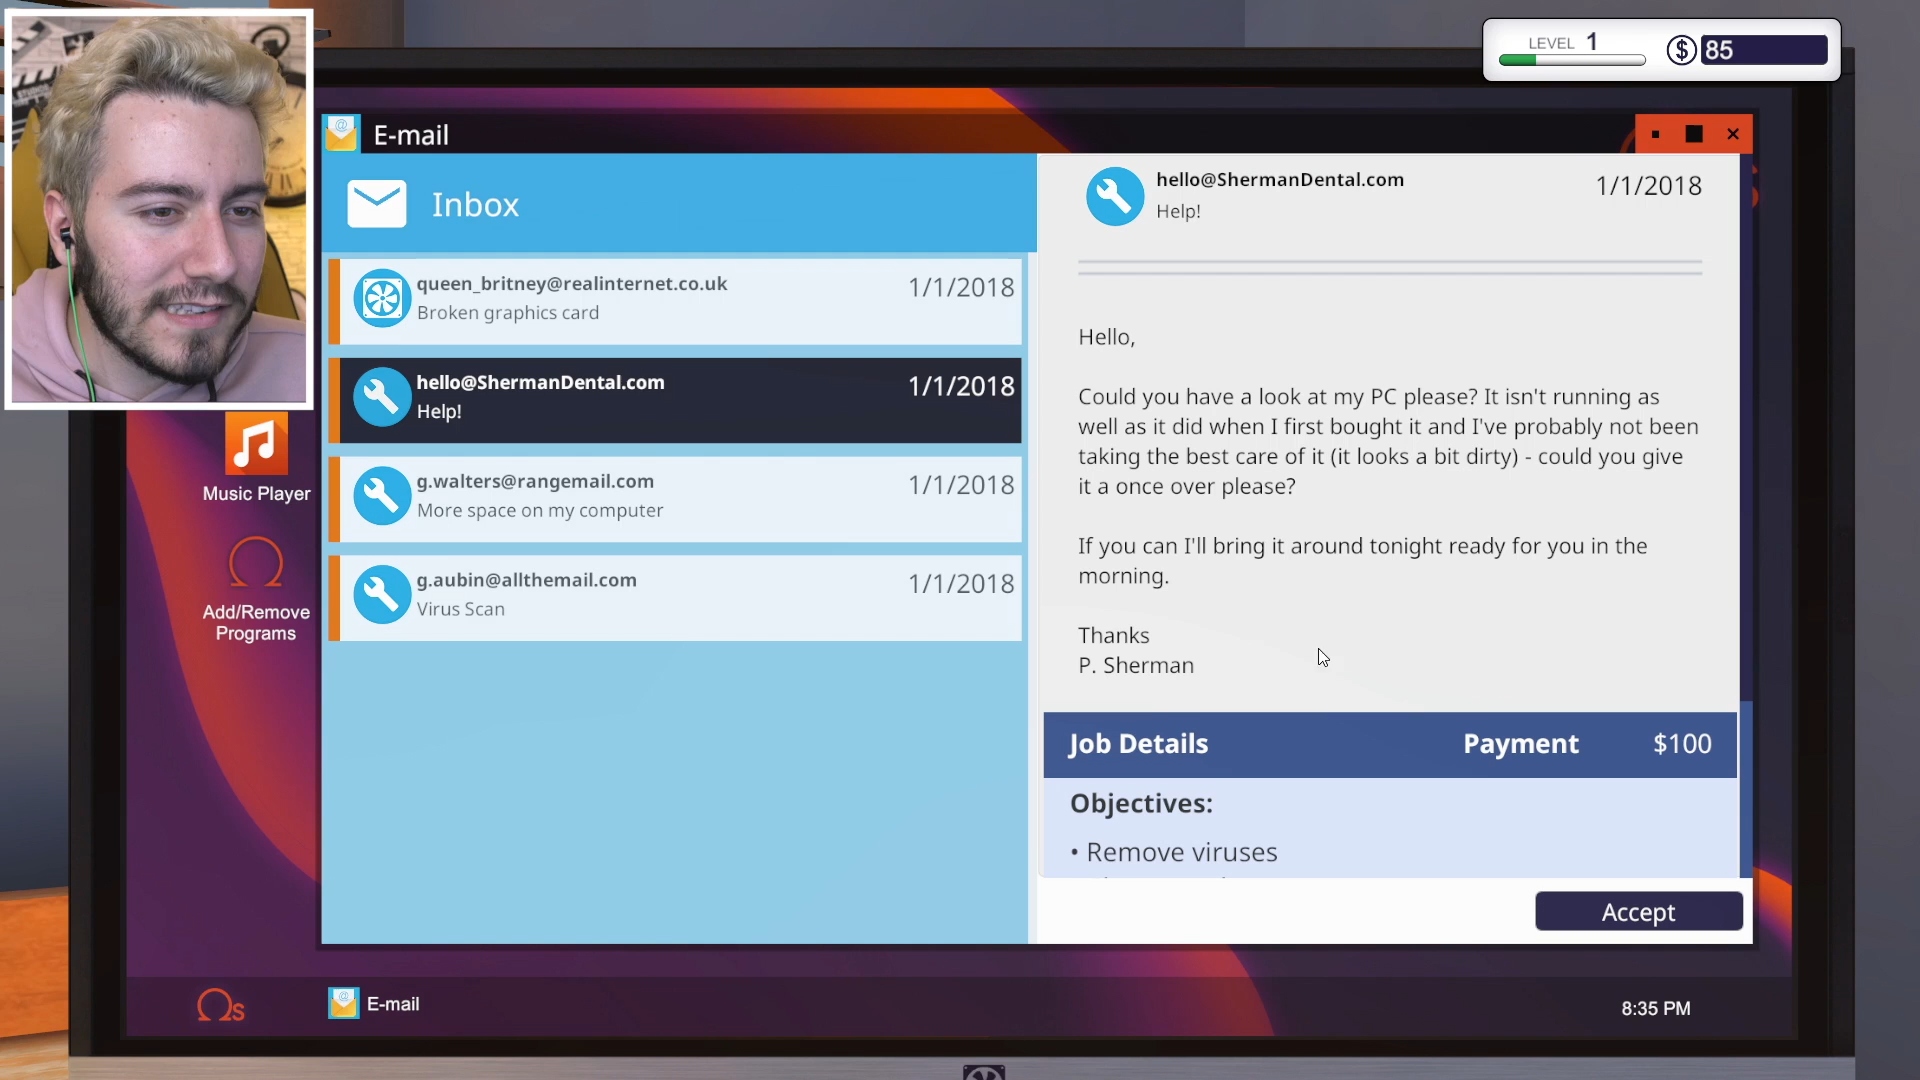 LEVEL 1
$ 85
E-mail
Inbox
queen_britney@realinternet.co.uk
1/1/2018
Broken graphics card
hello@ShermanDental.com
1/1/2018
Help!
g.walters@rangemail.com
1/1/2018
More space on my computer
g.aubin@allthemail.com
1/1/2018
Virus Scan
hello@ShermanDental.com
1/1/2018
Help!
Hello,
Could you have a look at my PC please? It isn't running as
well as it did when I first bought it and I've probably not been
taking the best care of it (it looks a bit dirty) - could you give
it a once over please?
If you can I'll bring it around tonight ready for you in the
morning.
Thanks
P. Sherman
Job Details
Payment
$100
Objectives:
• Remove viruses
Accept
Music Player
Add/Remove
Programs
Ωs
E-mail
8:35 PM